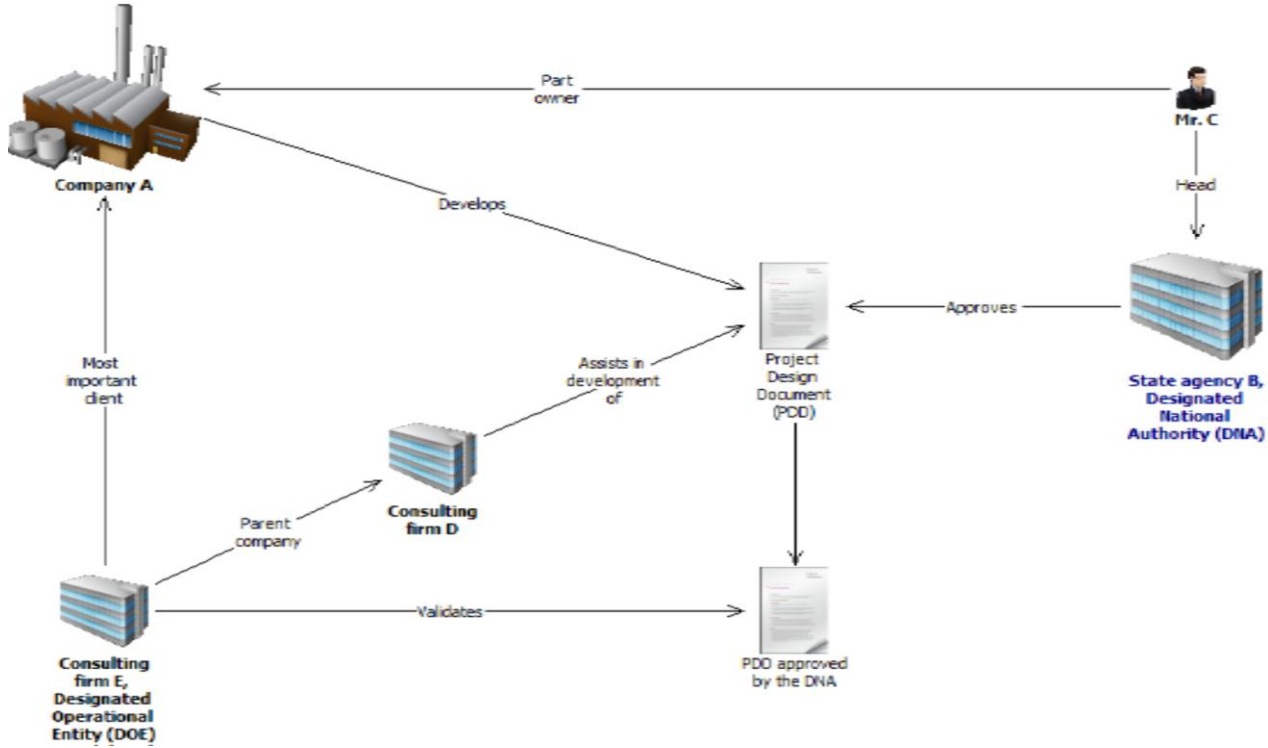 Part
owner
Mr. C
Company A
Head
Develops
Approves
Most
important
client
Assists in
development
of
Project
Design
Document
(PDD)
State agency B,
Designated
National
Authority (DNA)
Consulting
firm D
Parent
company
Validates
Consulting
firm E,
Designated
Operational
Entity (DOE)
PDD approved
by the DNA